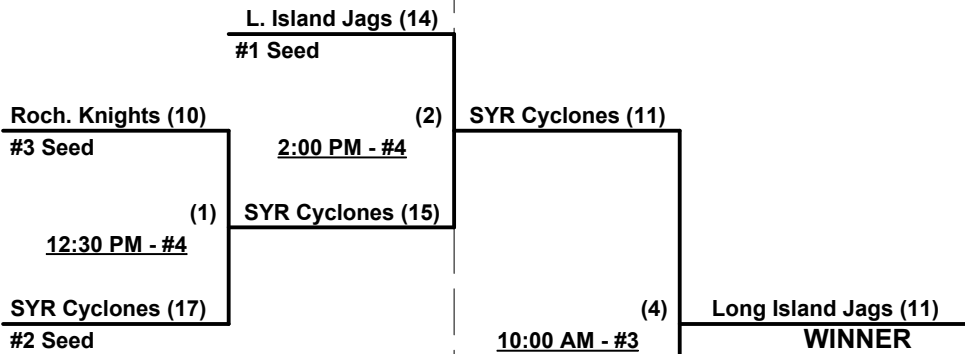 L. Island Jags (14)
#1 Seed
Roch. Knights (10)
(2)
SYR Cyclones (11)
#3 Seed
2:00 PM - #4
(1)
SYR Cyclones (15)
12:30 PM - #4
SYR Cyclones (17)
(4)
Long Island Jags (11)
#2 Seed
10:00 AM - #3
WINNER